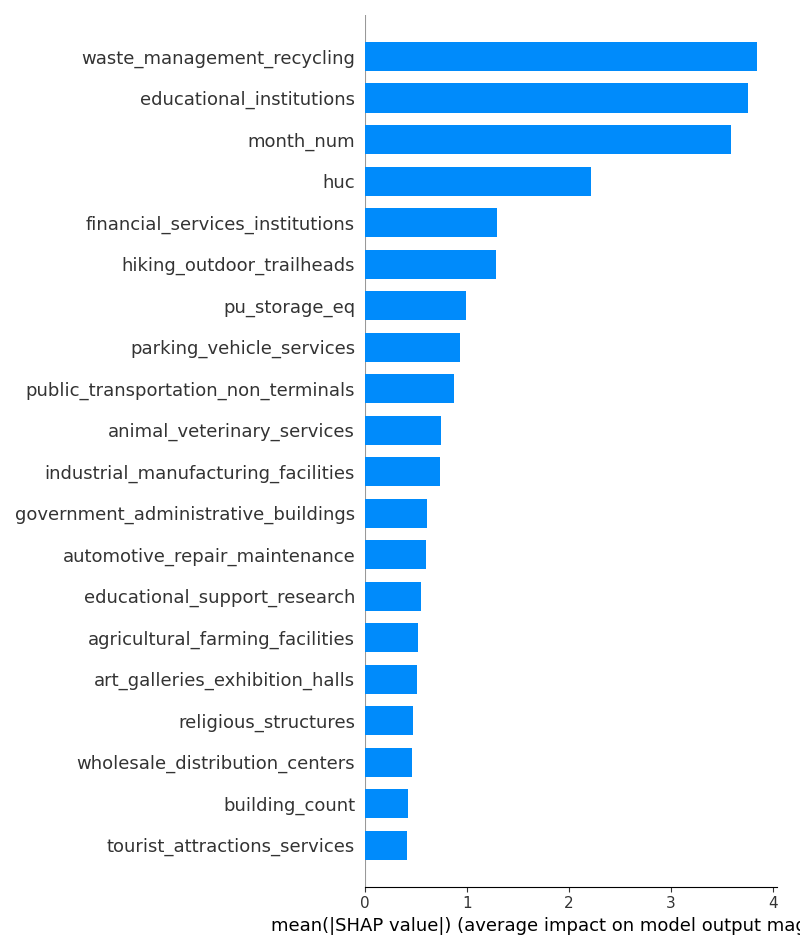 waste_management_recycling
educational_institutions
month_num
huc
financial_services_institutions
hiking_outdoor_trailheads
pu_storage_eq
parking_vehicle_services
public_transportation_non_terminals
animal_veterinary_services
industrial_manufacturing_facilities
government_administrative_buildings
automotive_repair_maintenance
educational_support_research
agricultural_farming_facilities
art_galleries_exhibition_halls
religious_structures
wholesale_distribution_centers
building_count
tourist_attractions_services
0 1 2 3 4
mean(|SHAP value|) (average impact on model output mag